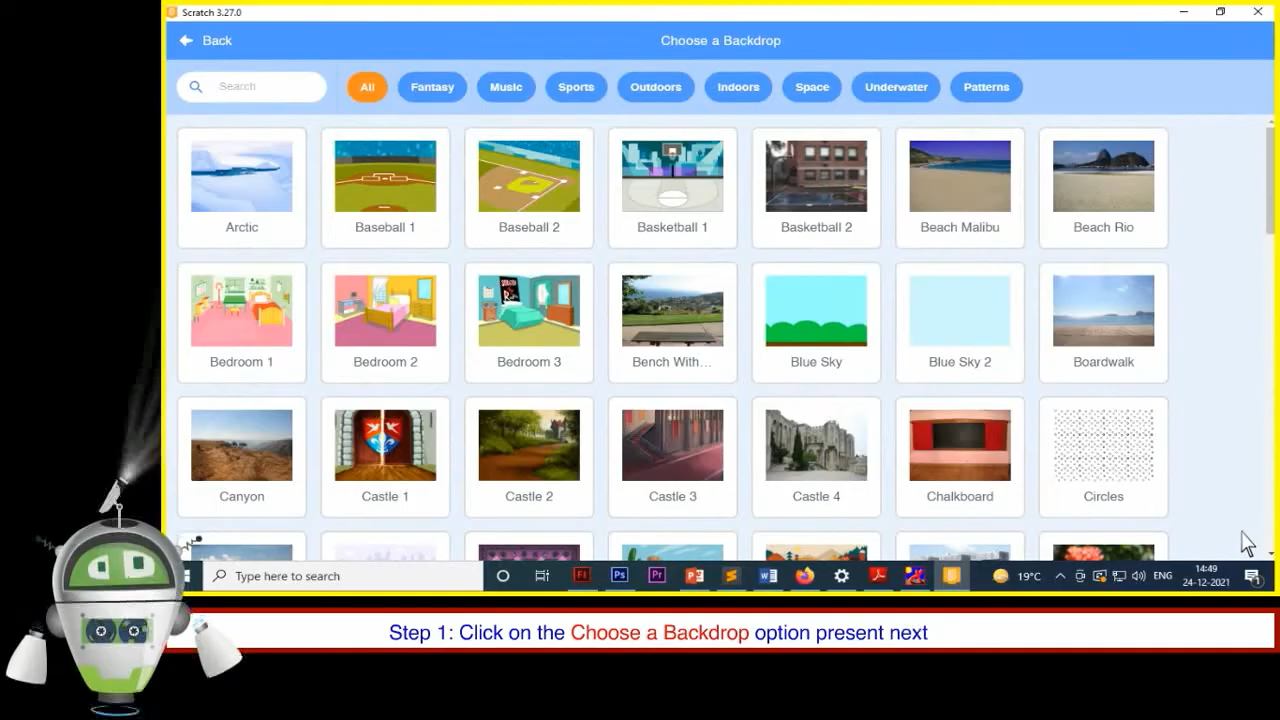 Scratch 3.27.0
Back
Choose a Backdrop
Search
All
Fantasy
Music
Sports
Outdoors
Indoors
Space
Underwater
Patterns
Arctic
Baseball 1
Baseball 2
Basketball 1
Basketball 2
Beach Malibu
Beach Rio
Bedroom 1
Bedroom 2
Bedroom 3
Bench With...
Blue Sky
Blue Sky 2
Boardwalk
Canyon
Castle 1
Castle 2
Castle 3
Castle 4
Chalkboard
Circles
Type here to search
Ps
Pr
19°C
ENG
14:49
24-12-2021
Step 1: Click on the Choose a Backdrop option present next